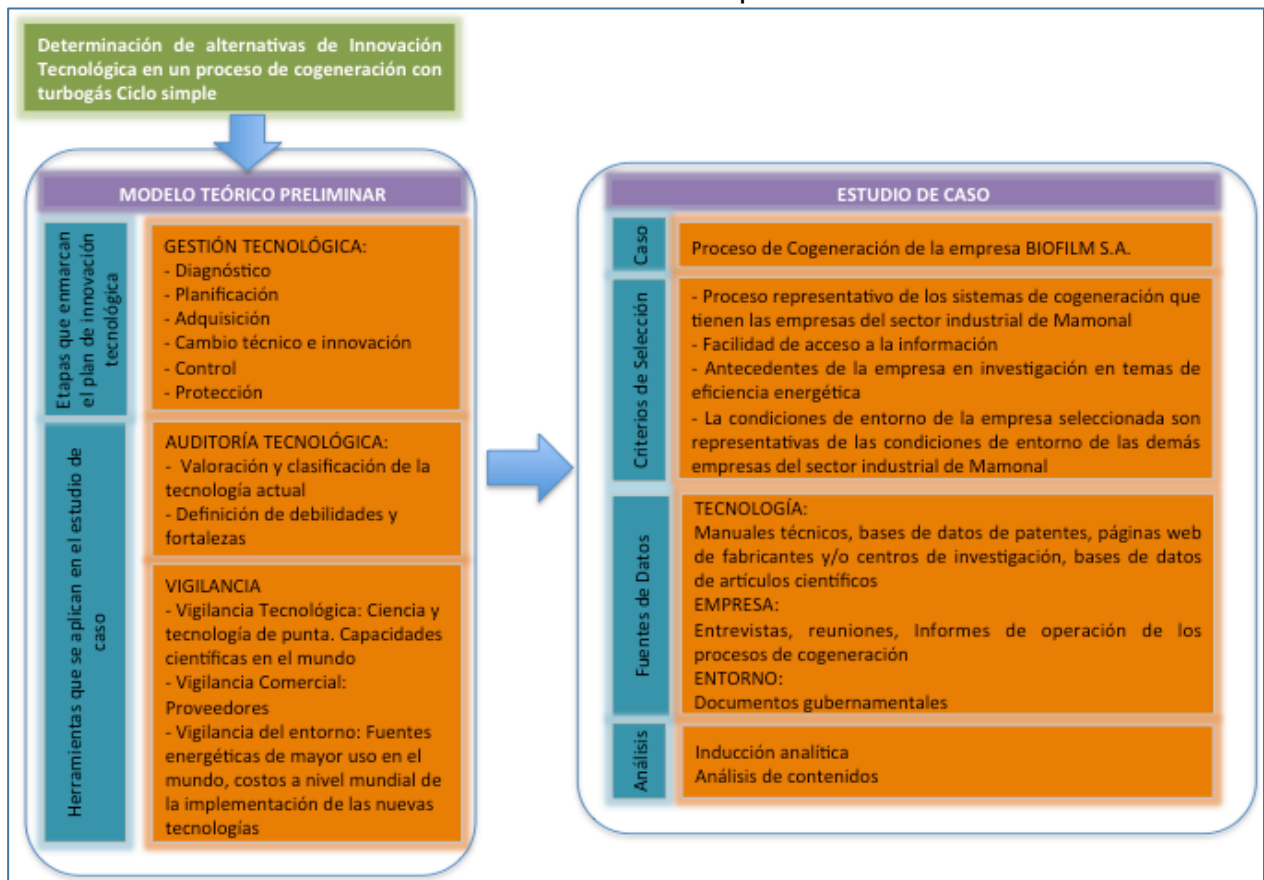 Determinación de alternativas de Innovación
Tecnológica en un proceso de cogeneración con
turbogás Ciclo simple
MODELO TEÓRICO PRELIMINAR
Etapas que enmarcan
el plan de innovación
tecnológica
GESTIÓN TECNOLÓGICA:
- Diagnóstico
- Planificación
- Adquisición
- Cambio técnico e innovación
- Control
- Protección
Herramientas que se aplican en el estudio de
caso
AUDITORÍA TECNOLÓGICA:
- Valoración y clasificación de la
tecnología actual
- Definición de debilidades y
fortalezas
VIGILANCIA
- Vigilancia Tecnológica: Ciencia y
tecnología de punta. Capacidades
científicas en el mundo
- Vigilancia Comercial:
Proveedores
- Vigilancia del entorno: Fuentes
energéticas de mayor uso en el
mundo, costos a nivel mundial de
la implementación de las nuevas
tecnologías
ESTUDIO DE CASO
Caso
Proceso de Cogeneración de la empresa BIOFILM S.A.
Criterios de Selección
- Proceso representativo de los sistemas de cogeneración que
tienen las empresas del sector industrial de Mamonal
- Facilidad de acceso a la información
- Antecedentes de la empresa en investigación en temas de
eficiencia energética
- La condiciones de entorno de la empresa seleccionada son
representativas de las condiciones de entorno de las demás
empresas del sector industrial de Mamonal
Fuentes de Datos
TECNOLOGÍA:
Manuales técnicos, bases de datos de patentes, páginas web
de fabricantes y/o centros de investigación, bases de datos
de artículos científicos
EMPRESA:
Entrevistas, reuniones, Informes de operación de los
procesos de cogeneración
ENTORNO:
Documentos gubernamentales
Análisis
Inducción analítica
Análisis de contenidos